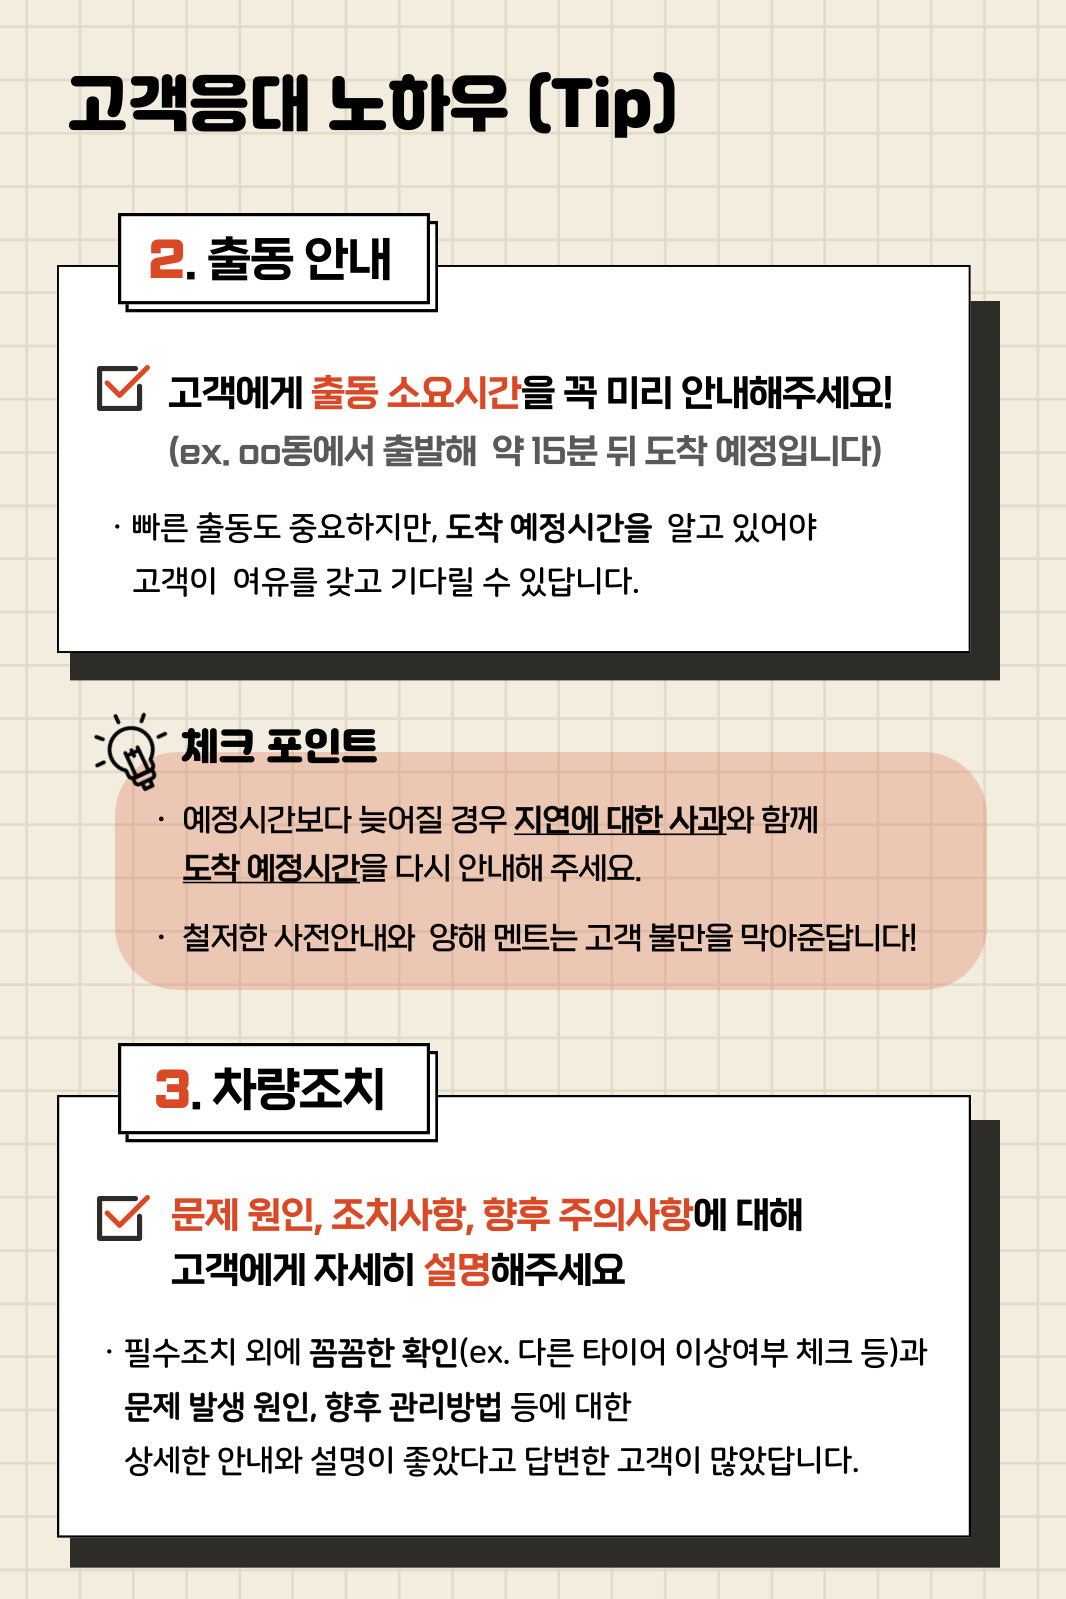 고객응대 노하우 (Tip)
2. 출동 안내
고객에게 출동 소요시간을 꼭 미리 안내해주세요!
(ex. oo동에서 출발해 약 15분 뒤 도착 예정입니다)
· 빠른 출동도 중요하지만, 도착 예정시간을 알고 있어야
고객이 여유를 갖고 기다릴 수 있답니다.
체크 포인트
· 예정시간보다 늦어질 경우 지연에 대한 사과와 함께
도착 예정시간을 다시 안내해 주세요.
· 철저한 사전안내와 양해 멘트는 고객 불만을 막아준답니다!
3. 차량조치
문제 원인, 조치사항, 향후 주의사항에 대해
고객에게 자세히 설명해주세요
· 필수조치 외에 꼼꼼한 확인(ex. 다른 타이어 이상여부 체크 등)과
문제 발생 원인, 향후 관리방법 등에 대한
상세한 안내와 설명이 좋았다고 답변한 고객이 많았답니다.